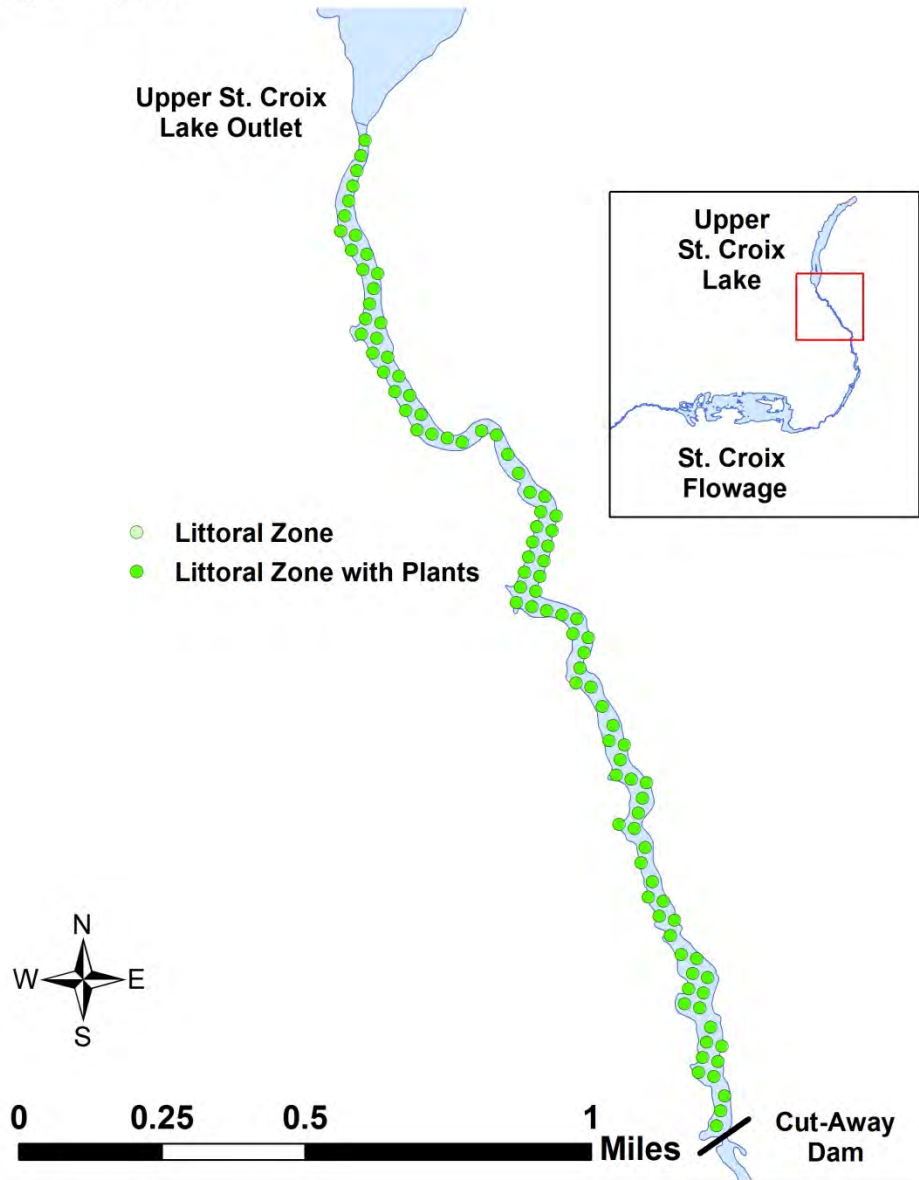 Upper St. Croix
Lake Outlet
Upper
St. Croix
Lake
St. Croix
Flowage
Littoral Zone
Littoral Zone with Plants
N
W E
S
0 0.25 0.5 1
Miles
Cut-Away
Dam